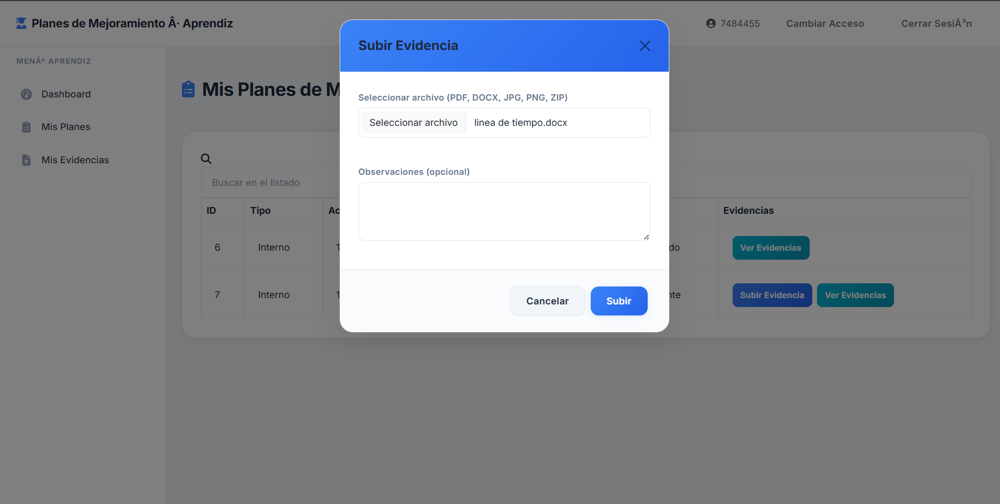 Planes de Mejoramiento Â· Aprendiz
7484455
Cambiar Acceso
Cerrar SesiÃ³n
MENÃº APRENDIZ
Dashboard
Mis Planes
Mis Evidencias
Mis Planes de M
Subir Evidencia
Seleccionar archivo (PDF, DOCX, JPG, PNG, ZIP)
Seleccionar archivo linea de tiempo.docx
Observaciones (opcional)
Cancelar
Subir
Buscar en el listado
ID Tipo Ac Evidencias
6 Interno 1 do Ver Evidencias
7 Interno 1 nte Subir Evidencia Ver Evidencias